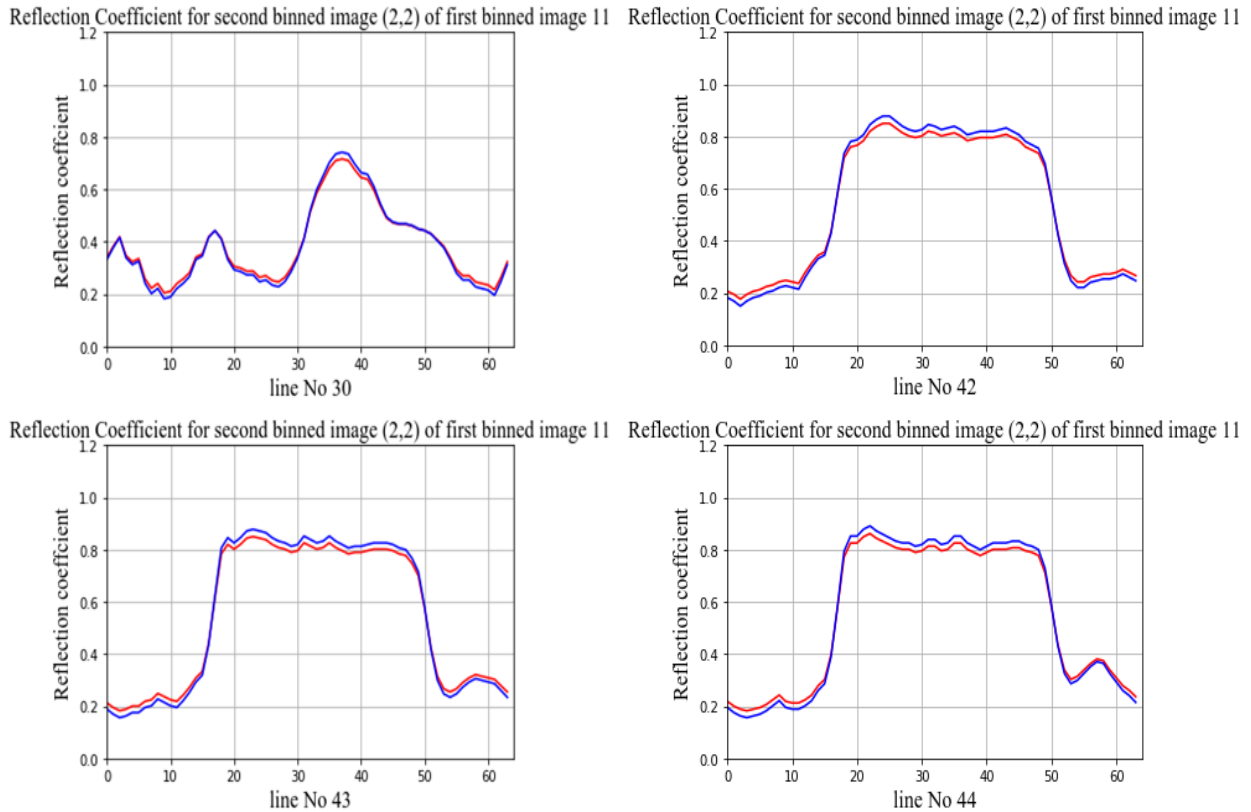 Reflection Coefficient for second binned image (2,2) of first binned image 11
1.2
1.0
0.8
0.6
0.4
0.2
0.0
Reflection coeffcient
0 10 20 30 40 50 60
line No 30
Reflection Coefficient for second binned image (2,2) of first binned image 11
1.2
1.0
0.8
0.6
0.4
0.2
0.0
Reflection coeffcient
0 10 20 30 40 50 60
line No 42
Reflection Coefficient for second binned image (2,2) of first binned image 11
1.2
1.0
0.8
0.6
0.4
0.2
0.0
Reflection coeffcient
0 10 20 30 40 50 60
line No 43
Reflection Coefficient for second binned image (2,2) of first binned image 11
1.2
1.0
0.8
0.6
0.4
0.2
0.0
Reflection coeffcient
0 10 20 30 40 50 60
line No 44